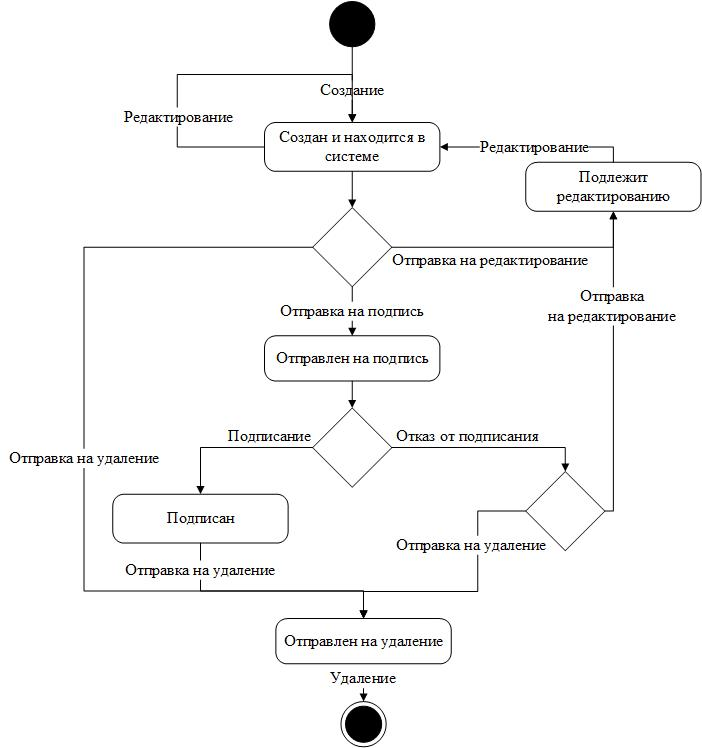 Создание
Редактирование
Создан и находится в
системе
Редактирование
Подлежит
редактированию
Отправка на редактирование
Отправка
на редактирование
Отправка на подпись
Отправлен на подпись
Подписание
Отказ от подписания
Отправка на удаление
Подписан
Отправка на удаление
Отправка на удаление
Отправлен на удаление
Удаление